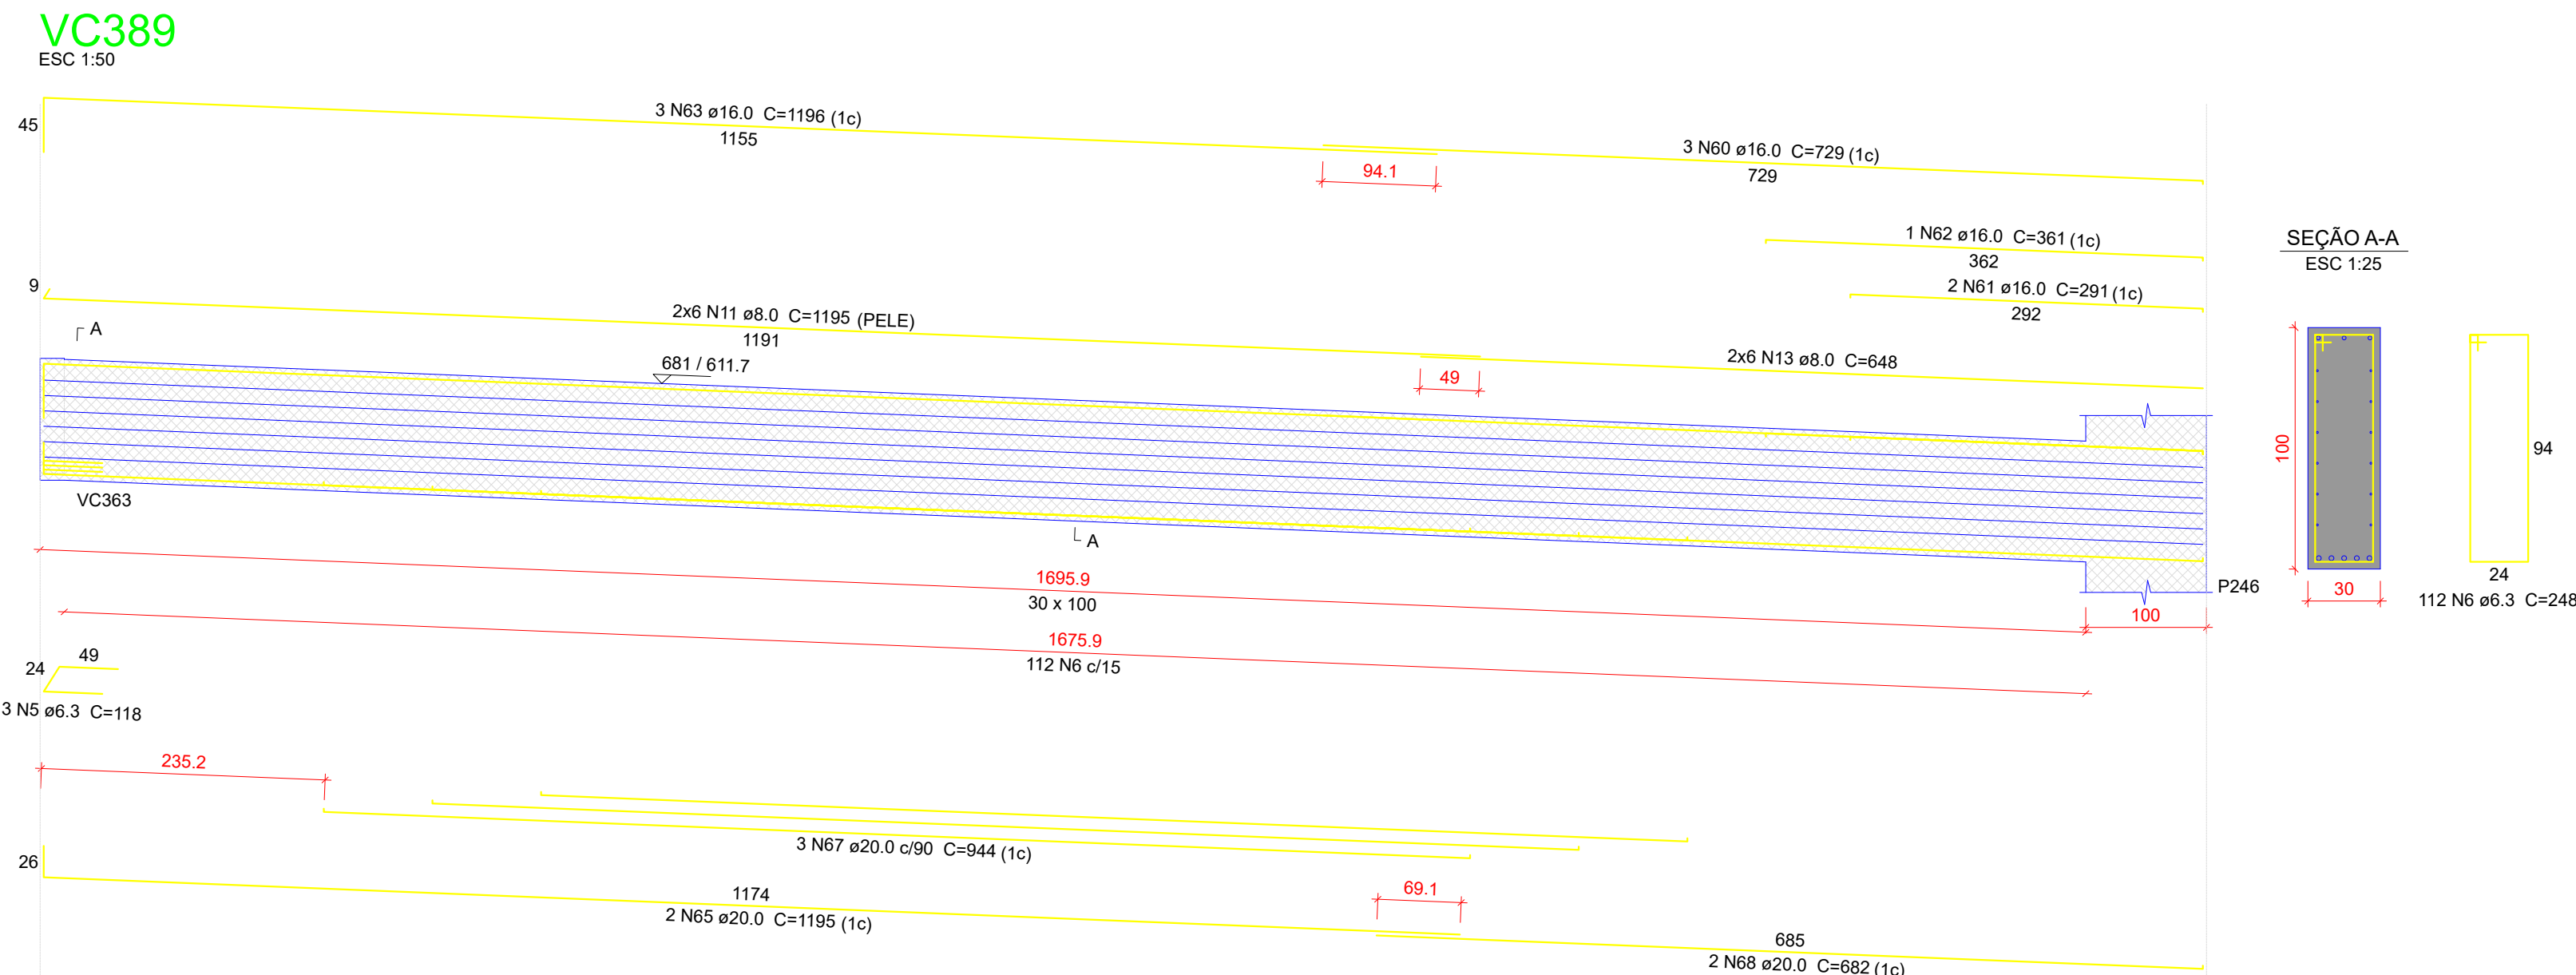 VC389
ESC 1:50
45
3 N63 ø16.0 C=1196 (1c)
1155
94.1
3 N60 ø16.0 C=729 (1c)
729
1 N62 ø16.0 C=361 (1c)
362
2 N61 ø16.0 C=291 (1c)
292
9
2x6 N11 ø8.0 C=1195 (PELE)
1191
49
2x6 N13 ø8.0 C=648
A
681 / 611.7
VC363
A
P246
1695.9
30 x 100
100
1675.9
112 N6 c/15
49
24
3 N5 ø6.3 C=118
235.2
3 N67 ø20.0 c/90 C=944 (1c)
26
1174
2 N65 ø20.0 C=1195 (1c)
69.1
685
2 N68 ø20.0 C=682 (1c)
SEÇÃO A-A
ESC 1:25
100
30
94
24
112 N6 ø6.3 C=248